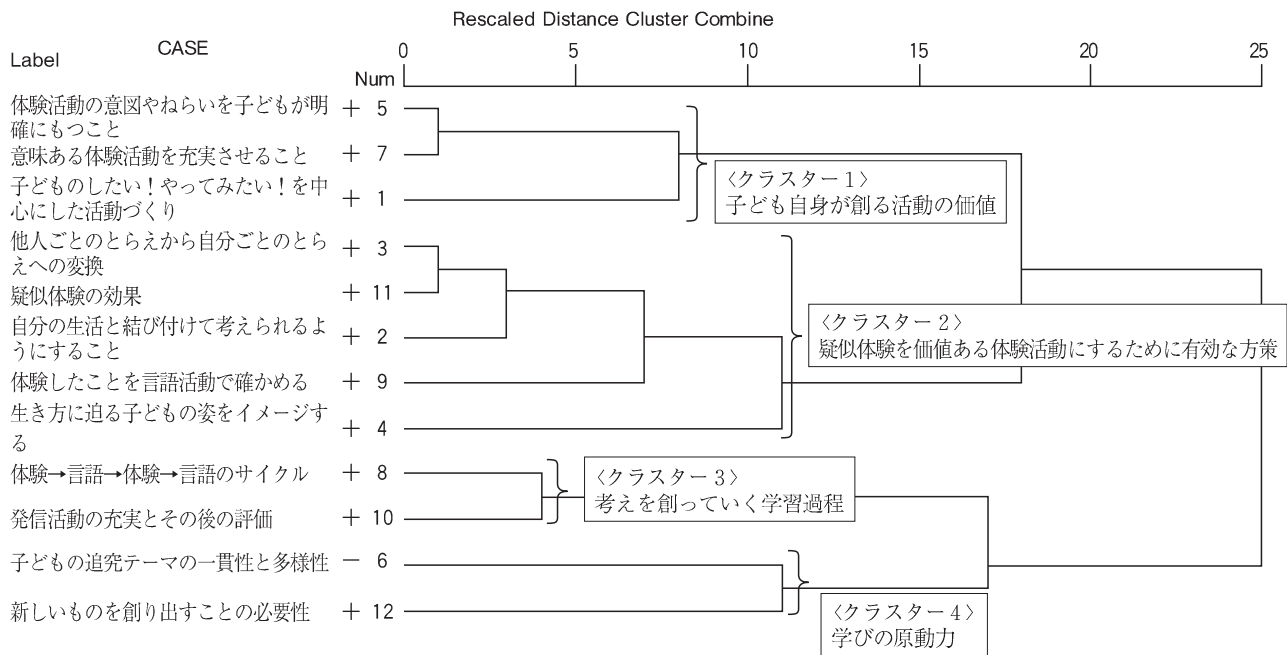 Rescaled Distance Cluster Combine
CASE
Label
Num
0 5 10 15 20 25
体験活動の意図やねらいを子どもが明
確にもつこと
+ 5
意味ある体験活動を充実させること + 7
子どものしたい！やってみたい！を中
心にした活動づくり
+ 1
〈クラスター1〉
子ども自身が創る活動の価値
他人ごとのとらえから自分ごとのとら
えへの変換
+ 3
疑似体験の効果 + 11
自分の生活と結び付けて考えられるよ
うにすること
+ 2
〈クラスター2〉
疑似体験を価値ある体験活動にするために有効な方策
体験したことを言語活動で確かめる + 9
生き方に迫る子どもの姿をイメージす
る
+ 4
体験→言語→体験→言語のサイクル + 8
〈クラスター3〉
考えを創っていく学習過程
発信活動の充実とその後の評価 + 10
子どもの追究テーマの一貫性と多様性 − 6
新しいものを創り出すことの必要性 + 12
〈クラスター4〉
学びの原動力